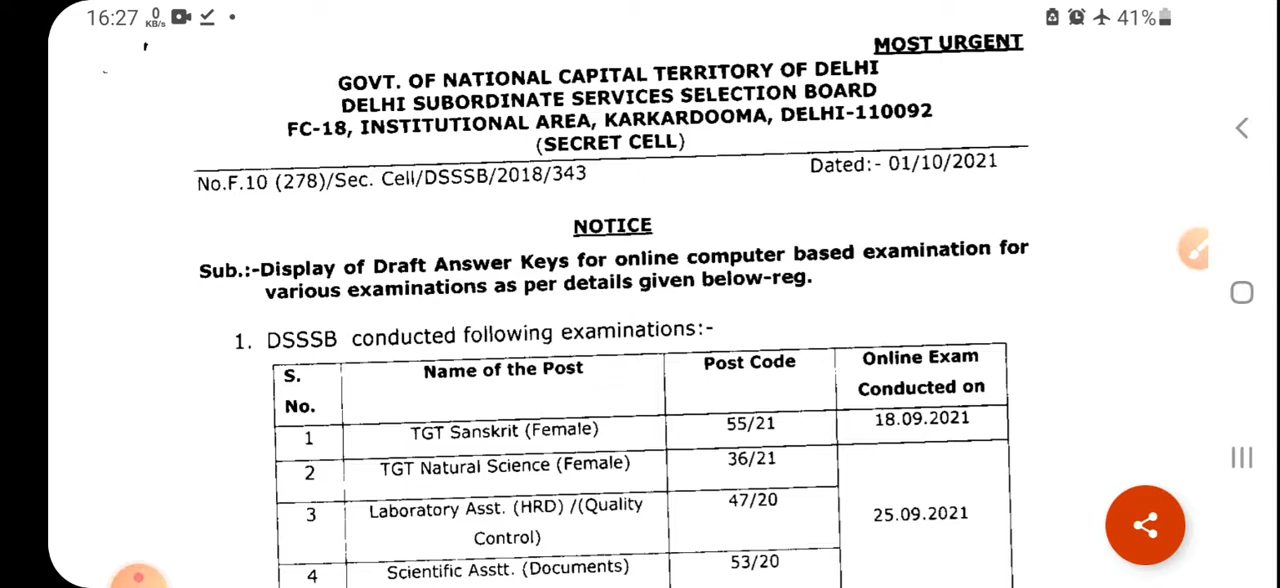 16:27 0 KB/s 41%
MOST URGENT
GOVT. OF NATIONAL CAPITAL TERRITORY OF DELHI
DELHI SUBORDINATE SERVICES SELECTION BOARD
FC-18, INSTITUTIONAL AREA, KARKARDOOMA, DELHI-110092
(SECRET CELL)
No.F.10 (278)/Sec. Cell/DSSSB/2018/343 Dated:- 01/10/2021
NOTICE
Sub.:-Display of Draft Answer Keys for online computer based examination for
various examinations as per details given below-reg.
1. DSSSB conducted following examinations:-
S. No. Name of the Post Post Code Online Exam Conducted on
1 TGT Sanskrit (Female) 55/21 18.09.2021
2 TGT Natural Science (Female) 36/21
3 Laboratory Asst. (HRD) /(Quality Control) 47/20 25.09.2021
4 Scientific Asstt. (Documents) 53/20